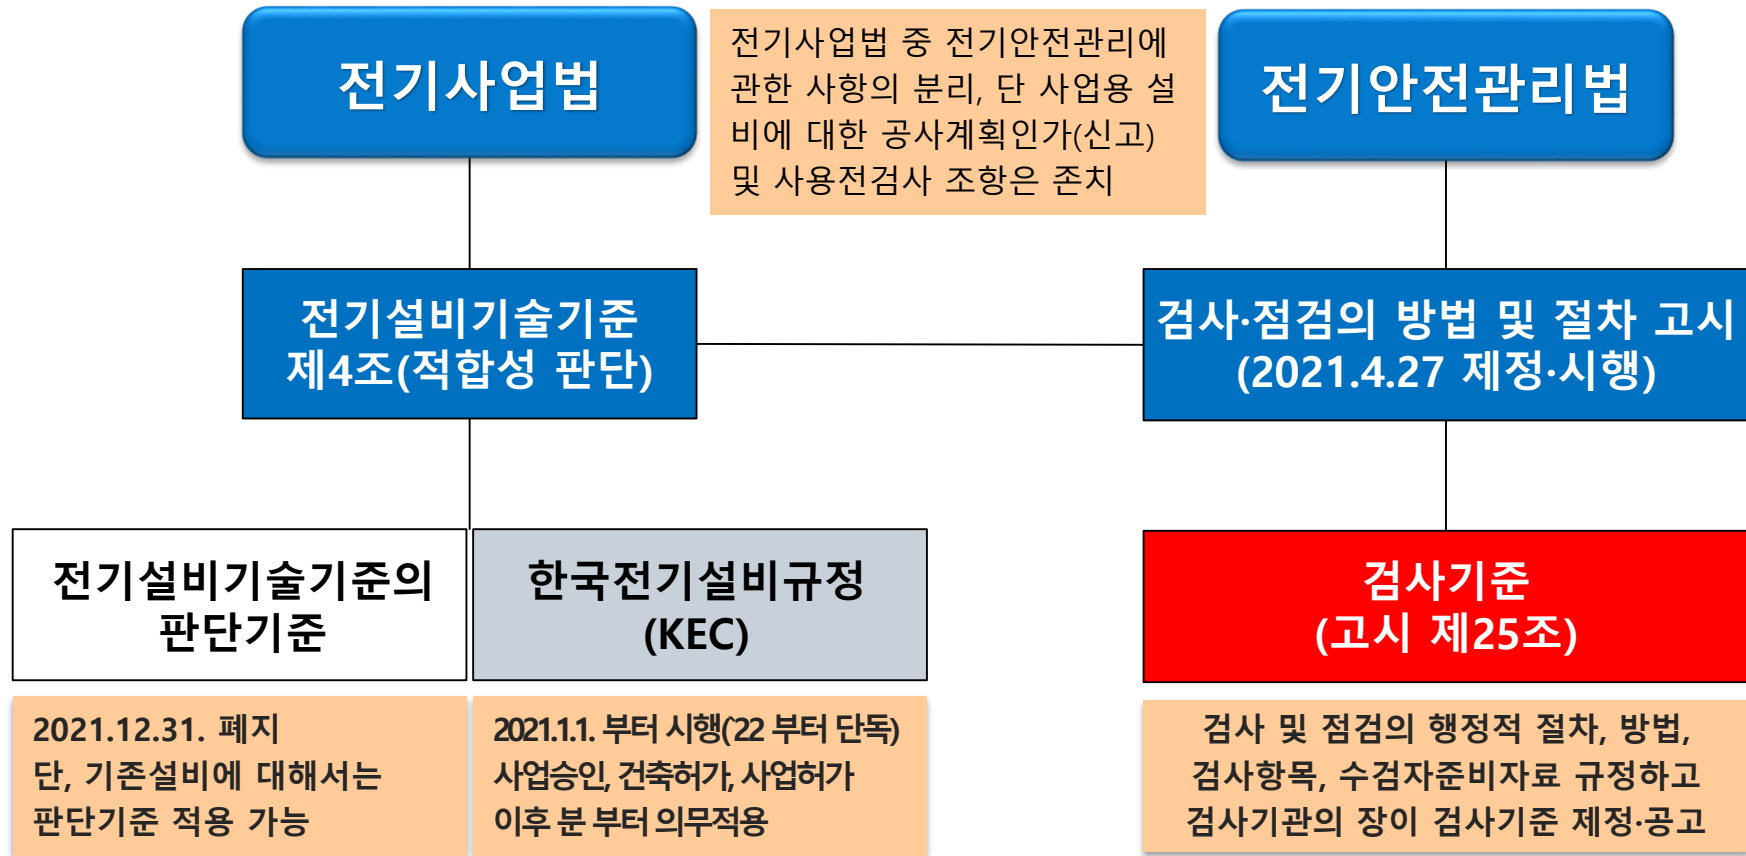 전기사업법
전기사업법 중 전기안전관리에
관한 사항의 분리, 단 사업용 설
비에 대한 공사계획인가(신고)
및 사용전검사 조항은 존치
전기안전관리법
전기설비기술기준
제4조(적합성 판단)
검사·점검의 방법 및 절차 고시
(2021.4.27 제정·시행)
전기설비기술기준의
판단기준
한국전기설비규정
(KEC)
검사기준
(고시 제25조)
2021.12.31. 폐지
단, 기존설비에 대해서는
판단기준 적용 가능
2021.1.1. 부터 시행('22 부터 단독)
사업승인, 건축허가, 사업허가
이후 분 부터 의무적용
검사 및 점검의 행정적 절차, 방법,
검사항목, 수검자준비자료 규정하고
검사기관의 장이 검사기준 제정·공고